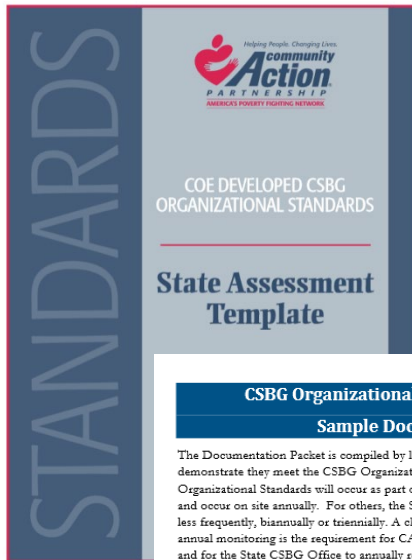 STANDARDS
Helping People. Changing Lives.
community
Action
PARTNERSHIP
AMERICA'S POVERTY FIGHTING NETWORK
COE DEVELOPED CSBG
ORGANIZATIONAL STANDARDS
State Assessment
Template
CSBG Organizational
Sample Doc
The Documentation Packet is compiled by
demonstrate they meet the CSBG Organizat
Organizational Standards will occur as part
and occur on site annually. For others, the
less frequently, biannually or triennially. A
annual monitoring is the requirement for
and for the State CSBG Office to annually